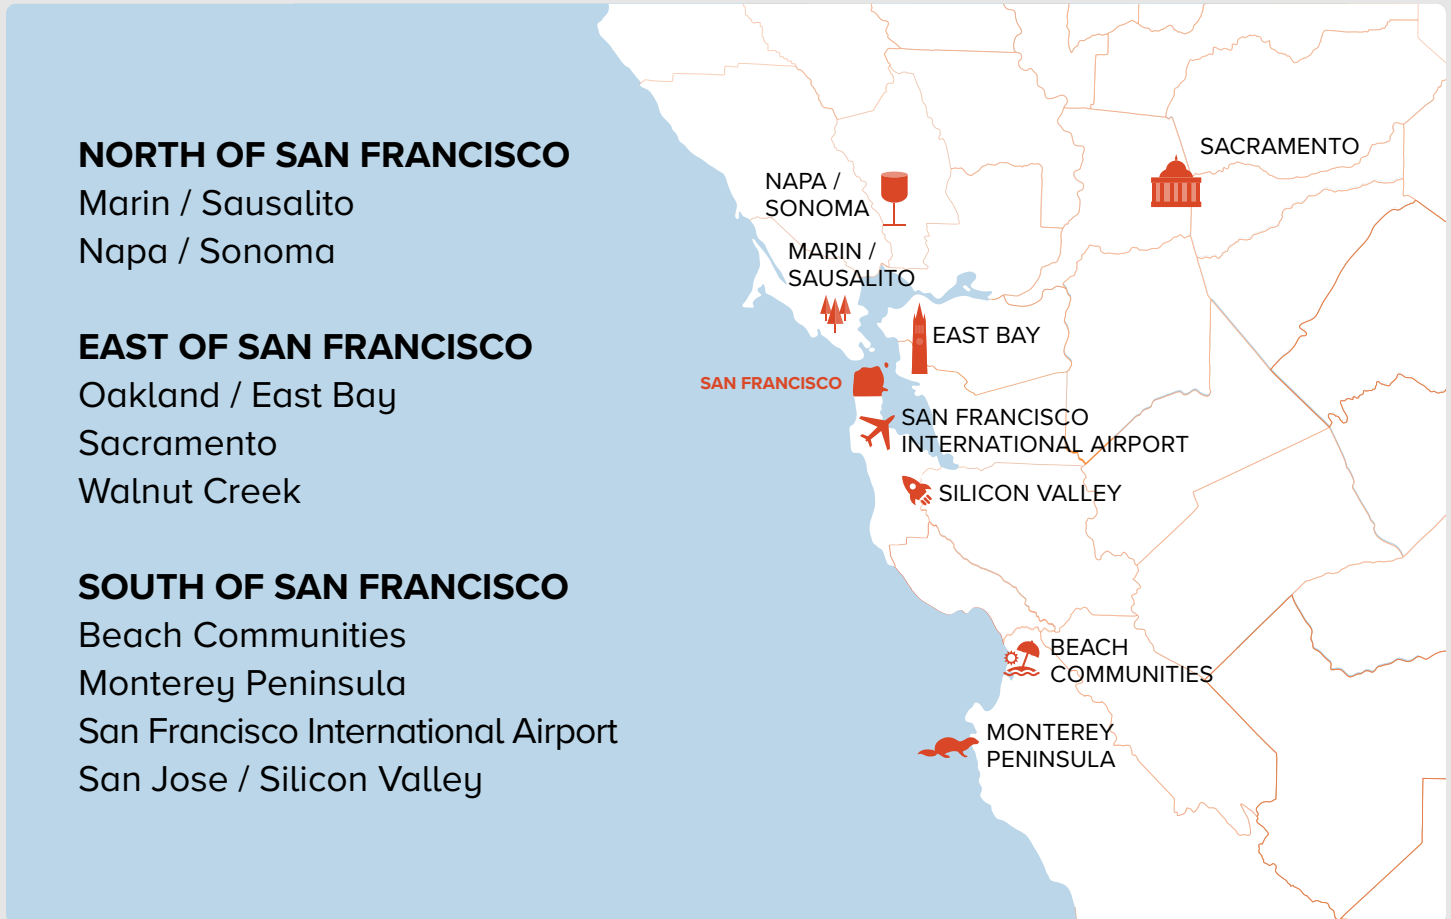 NORTH OF SAN FRANCISCO
Marin / Sausalito
Napa / Sonoma
EAST OF SAN FRANCISCO
Oakland / East Bay
Sacramento
Walnut Creek
SOUTH OF SAN FRANCISCO
Beach Communities
Monterey Peninsula
San Francisco International Airport
San Jose / Silicon Valley
SACRAMENTO
NAPA /
SONOMA
MARIN /
SAUSALITO
EAST BAY
SAN FRANCISCO
SAN FRANCISCO
INTERNATIONAL AIRPORT
SILICON VALLEY
BEACH
COMMUNITIES
MONTEREY
PENINSULA